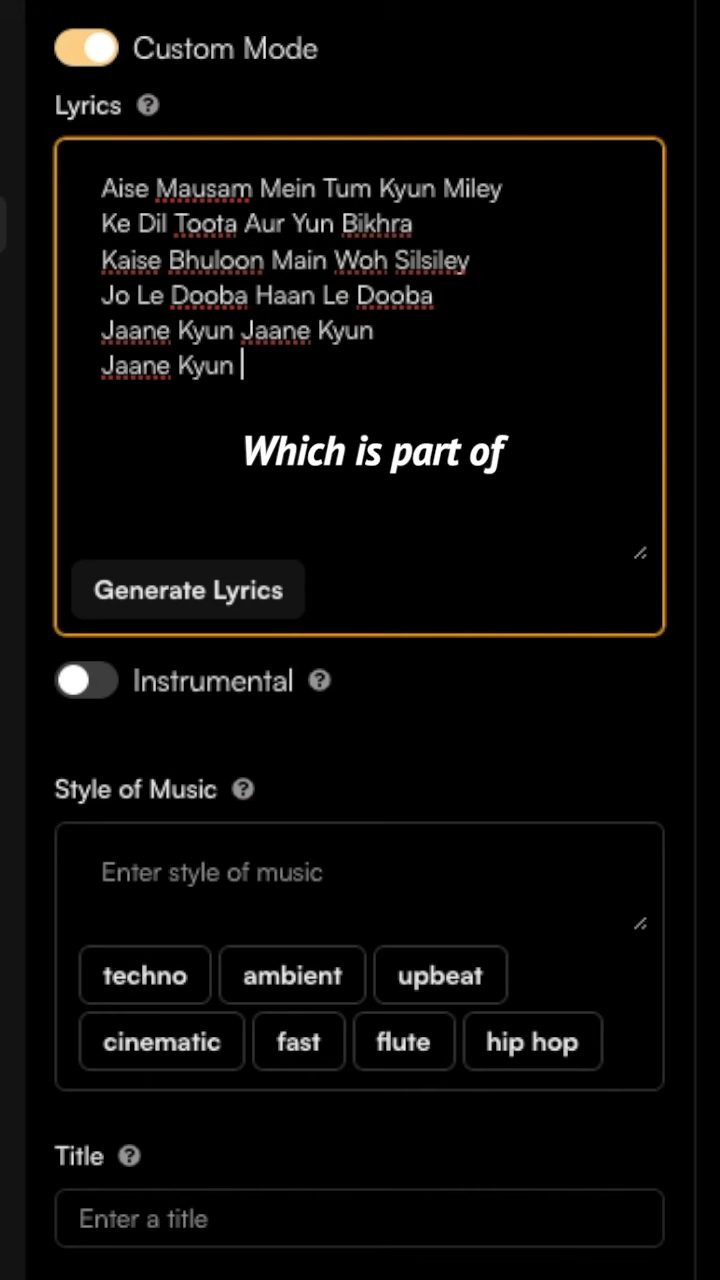 Custom Mode
Lyrics
Aise Mausam Mein Tum Kyun Miley
Ke Dil Toota Aur Yun Bikhra
Kaise Bhuloon Main Woh Silsiley
Jo Le Dooba Haan Le Dooba
Jaane Kyun Jaane Kyun
Jaane Kyun
Which is part of
Generate Lyrics
Instrumental
Style of Music
Enter style of music
techno ambient upbeat
cinematic fast flute hip hop
Title
Enter a title